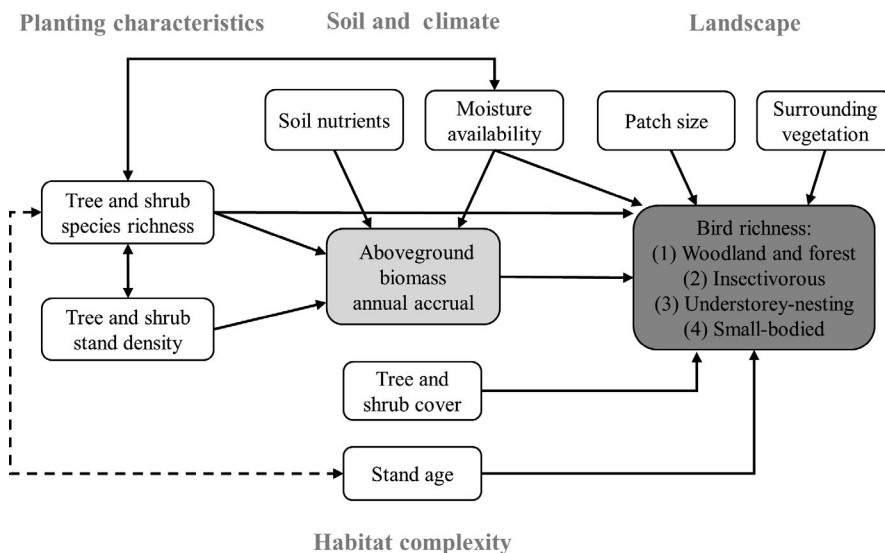 Planting characteristics
Soil and climate
Landscape
Soil nutrients
Moisture
availability
Patch size
Surrounding
vegetation
Tree and shrub
species richness
Aboveground
biomass
annual accrual
Bird richness:
(1) Woodland and forest
(2) Insectivorous
(3) Understorey-nesting
(4) Small-bodied
Tree and shrub
stand density
Tree and
shrub cover
Stand age
Habitat complexity